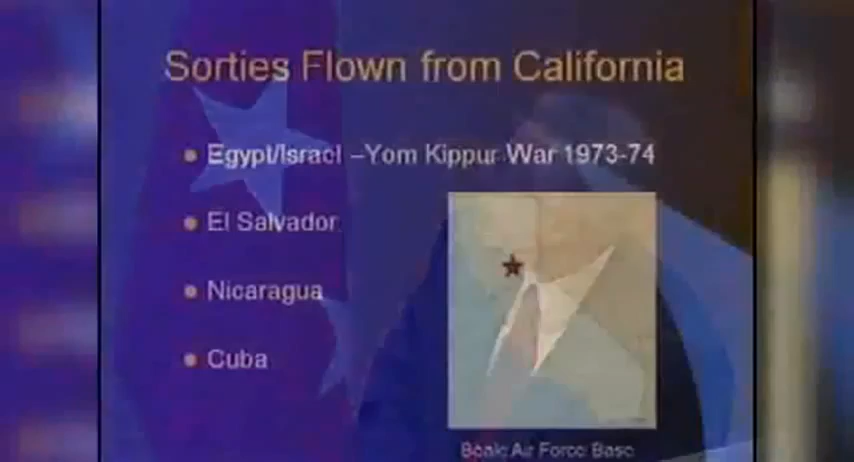 Sorties Flown from California
Egypt/Israel –Yom Kippur War 1973-74
El Salvador
Nicaragua
Cuba
Beale Air Force Base